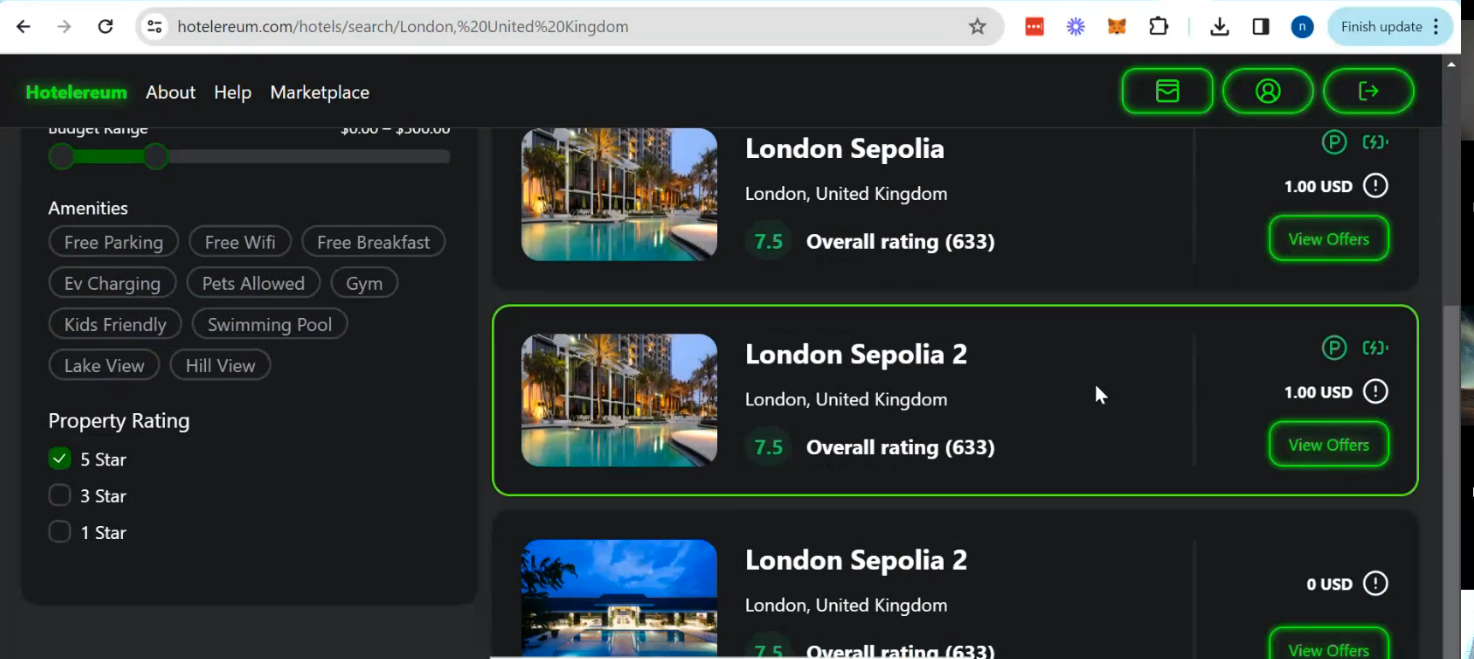 hotelereum.com/hotels/search/London,%20United%20Kingdom
n
Finish update
Hotelereum
About
Help
Marketplace
Budget Range
$0.00 – $500.00
Amenities
Free Parking
Free Wifi
Free Breakfast
Ev Charging
Pets Allowed
Gym
Kids Friendly
Swimming Pool
Lake View
Hill View
Property Rating
5 Star
3 Star
1 Star
London Sepolia
London, United Kingdom
7.5 Overall rating (633)
P
1.00 USD
View Offers
London Sepolia 2
London, United Kingdom
7.5 Overall rating (633)
P
1.00 USD
View Offers
London Sepolia 2
London, United Kingdom
7.5 Overall rating (633)
0 USD
View Offers